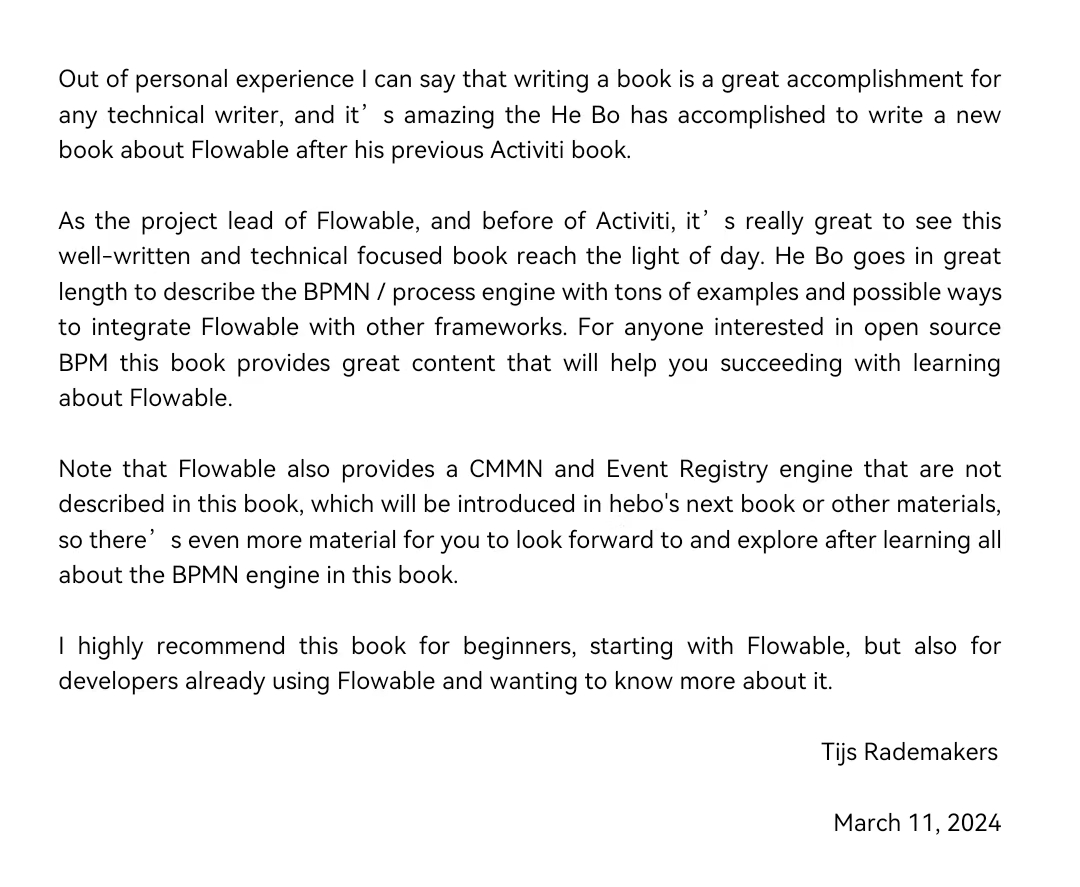 Out of personal experience I can say that writing a book is a great accomplishment for
any technical writer, and it’s amazing the He Bo has accomplished to write a new
book about Flowable after his previous Activiti book.
As the project lead of Flowable, and before of Activiti, it’s really great to see this
well-written and technical focused book reach the light of day. He Bo goes in great
length to describe the BPMN / process engine with tons of examples and possible ways
to integrate Flowable with other frameworks. For anyone interested in open source
BPM this book provides great content that will help you succeeding with learning
about Flowable.
Note that Flowable also provides a CMMN and Event Registry engine that are not
described in this book, which will be introduced in hebo's next book or other materials,
so there’s even more material for you to look forward to and explore after learning all
about the BPMN engine in this book.
I highly recommend this book for beginners, starting with Flowable, but also for
developers already using Flowable and wanting to know more about it.
Tijs Rademakers
March 11, 2024